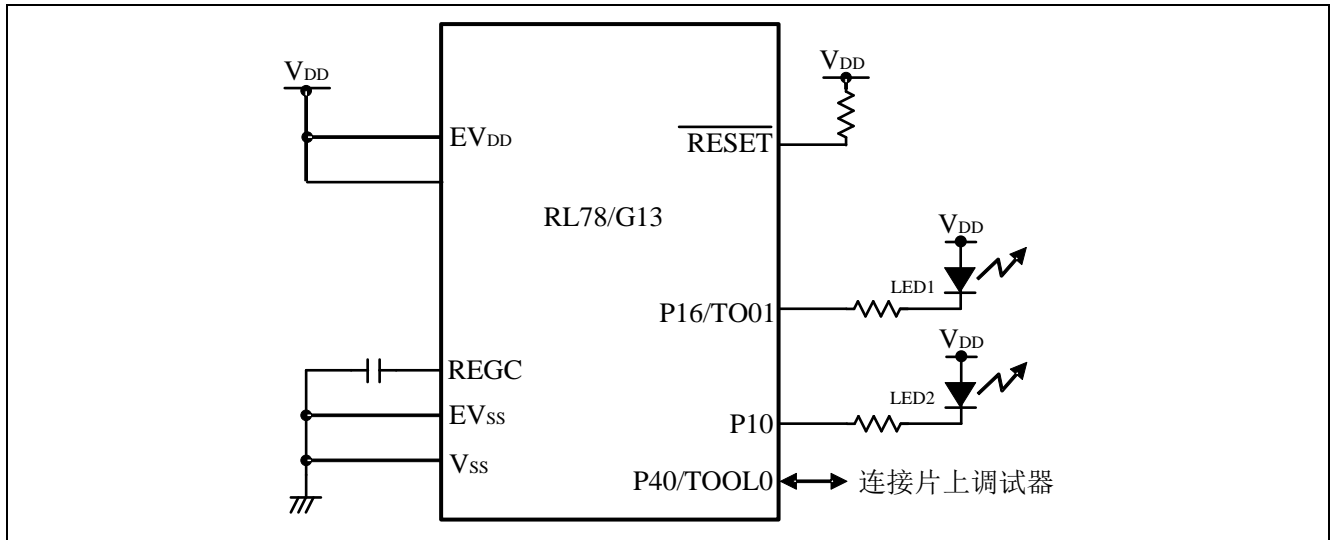 VDD
EVDD
RL78/G13
REGC
EVSS
VSS
VDD
RESET
VDD
LED1
P16/TO01
VDD
LED2
P10
P40/TOOL0
连接片上调试器